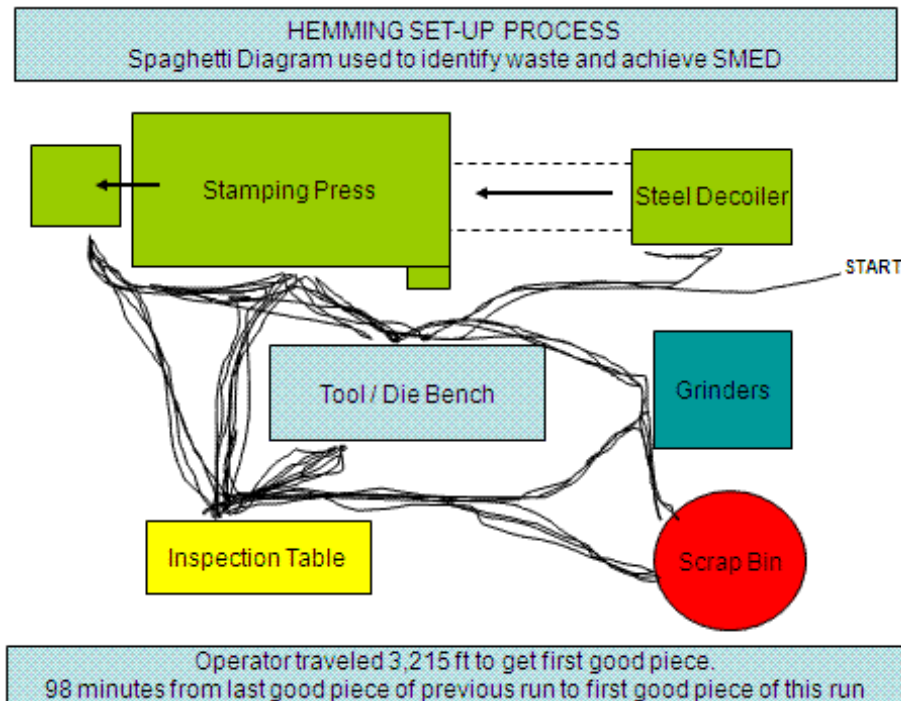 HEMMING SET-UP PROCESS
Spaghetti Diagram used to identify waste and achieve SMED
Stamping Press
Steel Decoiler
START
Tool / Die Bench
Grinders
Inspection Table
Scrap Bin
Operator traveled 3,215 ft to get first good piece.
98 minutes from last good piece of previous run to first good piece of this run